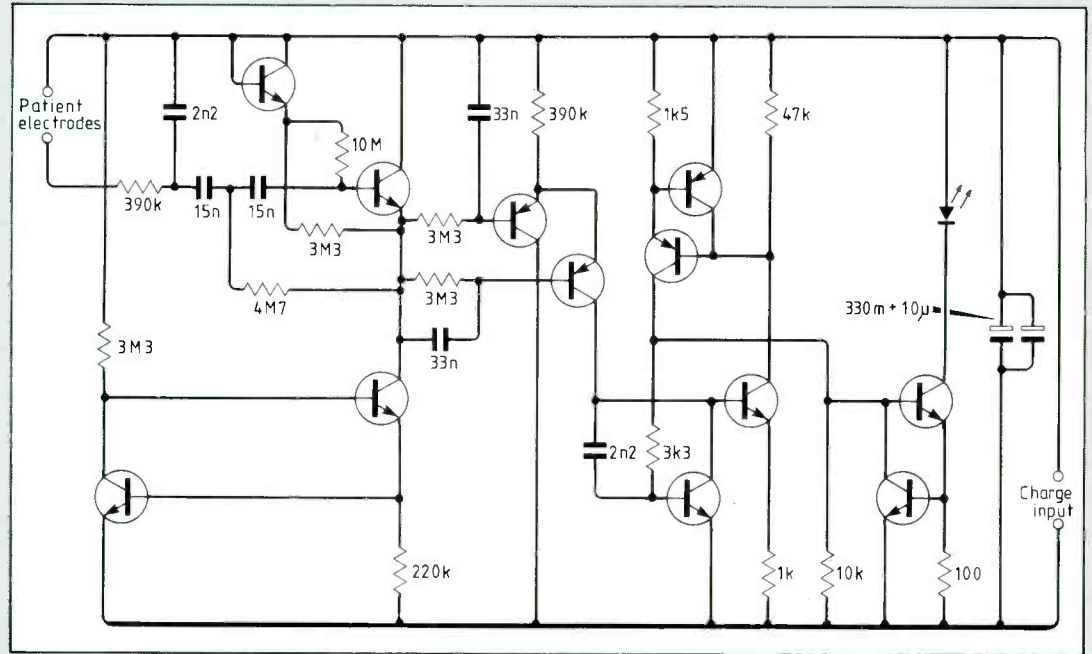 Patient
electrodes
2n2
10M
33n
390k
1k5
47k
390k
15n
15n
3M3
3M3
4M7
3M3
33n
330m + 10µ
3M3
2n2
3k3
Charge
input
220k
1k
10k
100